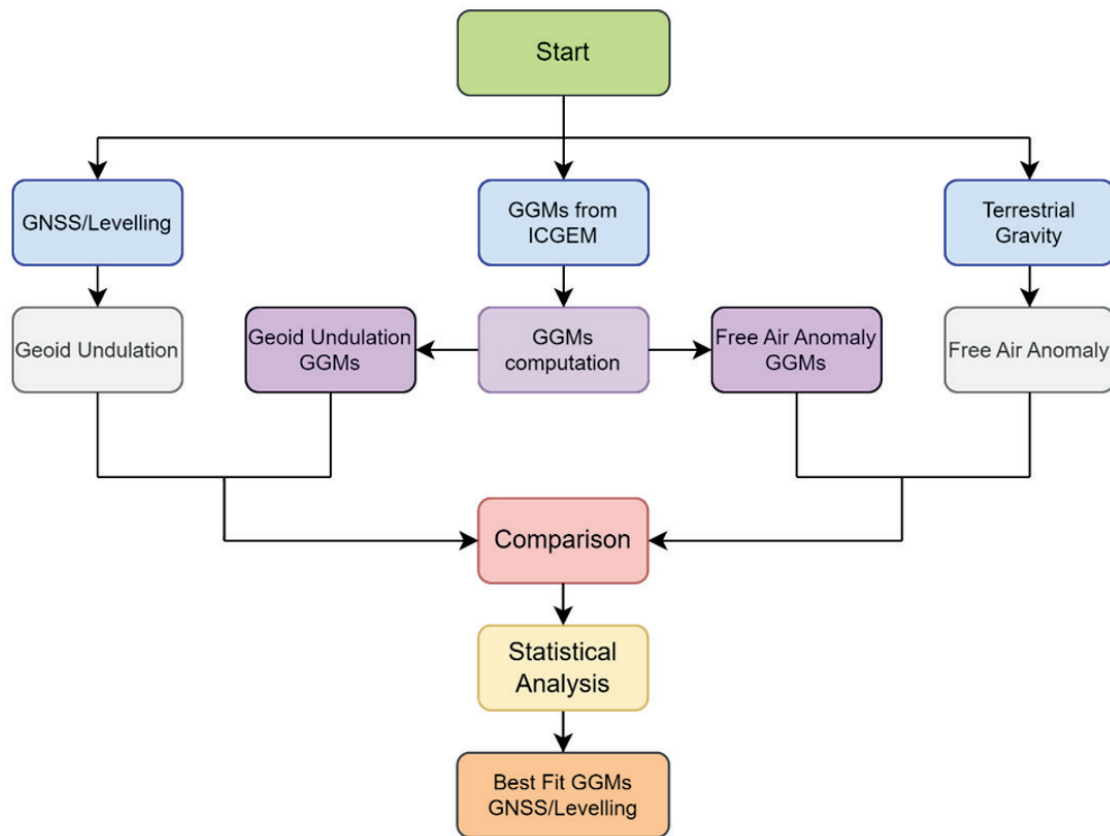 Start
GNSS/Levelling
GGMs from
ICGEM
Terrestrial
Gravity
Geoid Undulation
Geoid Undulation
GGMs
GGMs
computation
Free Air Anomaly
GGMs
Free Air Anomaly
Comparison
Statistical
Analysis
Best Fit GGMs
GNSS/Levelling